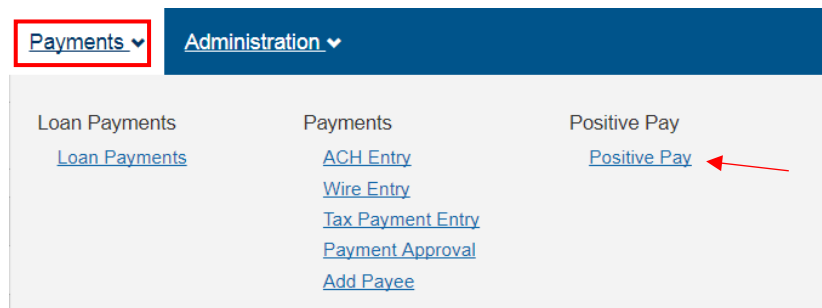 Payments Administration
Loan Payments Payments Positive Pay
Loan Payments ACH Entry Positive Pay
Wire Entry
Tax Payment Entry
Payment Approval
Add Payee